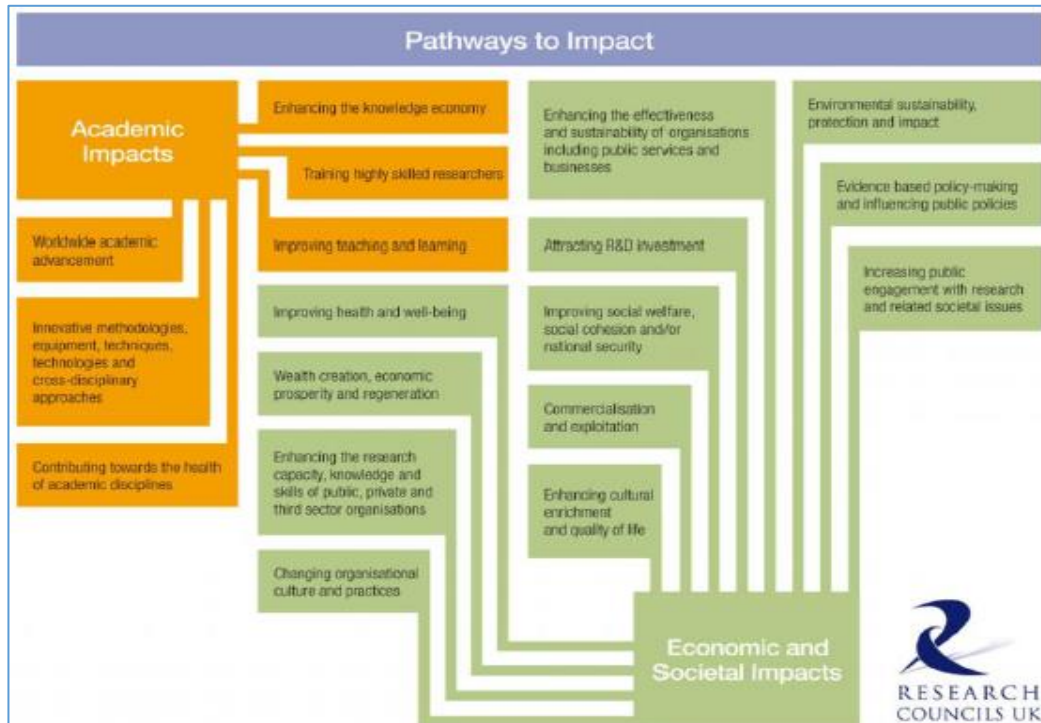 Pathways to Impact
Academic
Impacts
Enhancing the knowledge economy
Training highly skilled researchers
Improving teaching and learning
Worldwide academic
advancement
Innovative methodologies,
equipment, techniques,
technologies and
cross-disciplinary
approaches
Contributing towards the health
of academic disciplines
Improving health and well-being
Wealth creation, economic
prosperity and regeneration
Enhancing the research
capacity, knowledge and
skills of public, private and
third sector organisations
Changing organisational
culture and practices
Enhancing the effectiveness
and sustainability of organisations
including public services and
businesses
Attracting R&D investment
Improving social welfare,
social cohesion and/or
national security
Commercialisation
and exploitation
Enhancing cultural
enrichment
and quality of life
Environmental sustainability,
protection and impact
Evidence based policy-making
and influencing public policies
Increasing public
engagement with research
and related societal issues
Economic and
Societal Impacts
RESEARCH
COUNCILS UK